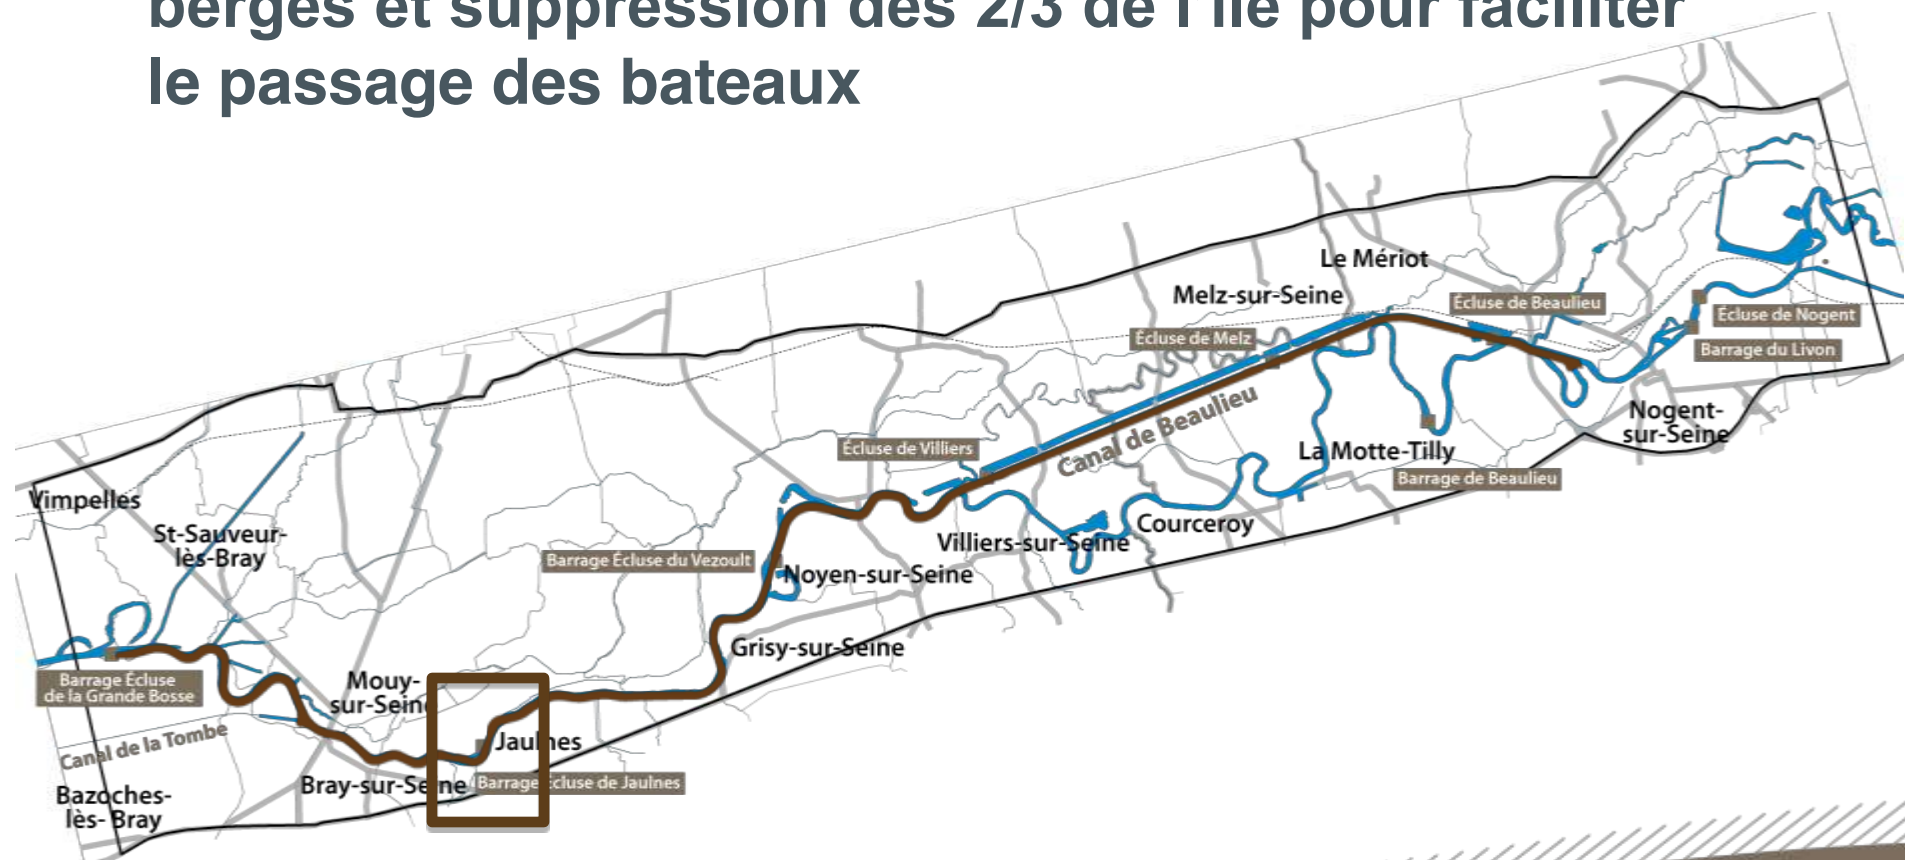 berges et suppression des 2/3 de l'île pour faciliter
le passage des bateaux
Le Mériot
Melz-sur-Seine
Écluse de Beaulieu
Écluse de Nogent
Écluse de Melz
Barrage du Livon
Canal de Beaulieu
Nogent-
sur-Seine
Écluse de Villiers
La Motte-Tilly
Barrage de Beaulieu
Vimpelles
St-Sauveur-
lès-Bray
Courceroy
Villiers-sur-Seine
Barrage Écluse du Vezoult
Noyen-sur-Seine
Grisy-sur-Seine
Barrage Écluse
de la Grande Bosse
Mouy-
sur-Seine
Canal de la Tombe
Jaulnes
Bray-sur-Seine
Barrage Écluse de Jaulnes
Bazoches-
lès- Bray